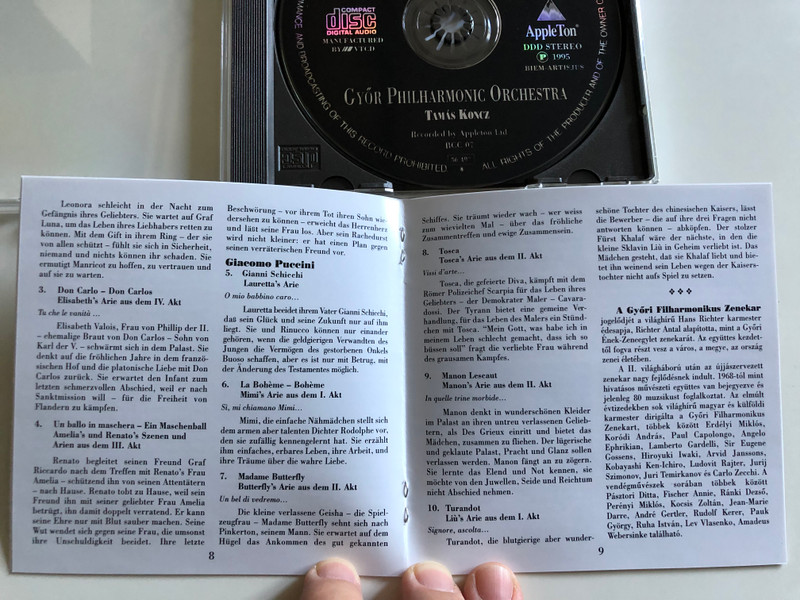 COMPACT
disc
DIGITAL AUDIO
MANUFACTURED
BY VTCD
AppleTon
DDD STEREO
P 1995
BIEM-ARTISJUS
GYŐR PHILHARMONIC ORCHESTRA
TAMÁS KONCZ
Recorded by Appleton Ltd
BCC 07
BROADCASTING OF THIS RECORD PROHIBITED • ALL RIGHTS OF THE PRODUCER AND OF THE OWNER
Leonora schleicht in der Nacht zum
Gefängnis ihres Geliebters. Sie wartet auf Graf
Luna, um das Leben ihres Liebhabers retten zu
können. Mit dem Gift in ihrem Ring – der sie
von allen schützt – fühlt sie sich in Sicherheit,
niemand und nichts können ihr schaden. Sie
ermutigt Manricot zu hoffen, zu vertrauen und
auf sie zu warten.
3. Don Carlo – Don Carlos
Elisabeth's Arie aus dem IV. Akt
Tu che le vanità ...
Elisabeth Valois, Frau von Phillip der II.
– ehemalige Braut von Don Carlos – Sohn von
Karl der V. – schwärmt sich in dem Palast. Sie
denkt auf die fröhlichen Jahre in dem französi-
schen Hof und die platonische Liebe mit Don
Carlos zurück. Sie erwartet den Infant zum
letzten schmerzvollen Abschied, weil er nach
Sanktmission will – für die Freiheit von
Flandern zu kämpfen.
4. Un ballo in maschera – Ein Maschenball
Amelia's und Renato's Szenen und
Arien aus dem III. Akt
Renato begleitet seinen Freund Graf
Riccardo nach dem Treffen mit Renato's Frau
Amelia – schützend ihn von seinen Attentätern
– nach Hause. Renato tobt zu Hause, weil sein
Freund ihn mit seiner geliebter Frau Amelia
betrügt, ihn damit doppelt verratend. Er kann
seine Ehre nur mit Blut sauber machen. Seine
Wut wendet sich gegen seine Frau, die umsonst
ihre Unschuldigkeit beeidet. Ihre letzte
8
Beschwörung – vor ihrem Tot ihren Sohn wie-
dersehen zu können – erweicht das Herrenherz
und läßt seine Frau los. Aber sein Rachedurst
wird nicht kleiner: er hat einen Plan gegen
seinen verräterischen Freund vor.
Giacomo Puccini
5. Gianni Schicchi
Lauretta's Arie
O mio babbino caro...
Lauretta beeidet ihrem Vater Gianni Schicchi,
daß sein Glück und seine Zukunft nur auf ihn
liegt. Sie und Rinucco können nur einander
gehören, wenn die geldgierigen Verwandten des
Jungen die Vermögen des gestorbenen Onkels
Buoso schaffen, aber es ist nur mit Betrug, mit
der Änderung des Testamentes möglich.
6. La Bohème – Bohème
Mimi's Arie aus dem I. Akt
Sì, mi chiamano Mimi...
Mimi, die einfache Nähmädchen stellt sich
dem armen aber talenten Dichter Rodolphe vor,
den sie zufällig kennengelernt hat. Sie erzählt
ihm einfaches, erbares Leben, ihre Arbeit, und
ihre Träume über die wahre Liebe.
7. Madame Butterfly
Butterfly's Arie aus dem II. Akt
Un bel dì vedremo...
Die kleine verlassene Geisha – die Spiel-
zeugfrau – Madame Butterfly sehnt sich nach
Pinkerton, seinem Mann. Sie erwartet auf dem
Hügel das Ankommen des gut gekannten
Schiffes. Sie träumt wieder wach – wer weiss
zum wievielten Mal – über das fröhliche
Zusammentreffen und ewige Zusammensein.
8. Tosca
Tosca's Arie aus dem II. Akt
Vissi d'arte...
Tosca, die gefeierte Diva, kämpft mit dem
Römer Polizeichef Scarpia für das Leben ihres
Geliebters – der Demokrater Maler – Cavara-
dossi. Der Tyrann bietet eine gemeine Ver-
handlung, für das Leben des Malers ein Stünd-
chen mit Tosca. "Mein Gott, was habe ich in
meinem Leben schlecht gemacht, dass ich so
büssen soll" fragt die verliebte Frau während
des grausamen Kampfes.
9. Manon Lescaut
Manon's Arie aus dem II. Akt
In quelle trine morbide...
Manon denkt in wunderschönen Kleider
im Palast an ihren untreu verlassenen Gelieb-
ters, als Des Grieux eintritt und bietet das
Mädchen, zusammen zu fliehen. Der lügerische
und geklaute Palast, Pracht und Glanz sollen
verlassen werden. Manon fängt an zu zögern.
Sie lernte das Elend und Not kennen, sie
möchte von den Juwellen, Seide und Reichtum
nicht Abschied nehmen.
10. Turandot
Liù's Arie aus dem I. Akt
Signore, ascolta...
Turandot, die blutgierige aber wunder-
9
schöne Tochter des chinesischen Kaisers, lässt
die Bewerber – die auf ihre drei Fragen nicht
antworten können – abköpfen. Der stolzer
Fürst Khalaf wäre der nächste, in den die
kleine Sklavin Liù in Geheim verliebt ist. Das
Mädchen gesteht, daß sie Khalaf liebt und bie-
tet ihn weinend sein Leben wegen der Kaisers-
tochter nicht aufs Spiel zu setzen.
A Győri Filharmonikus Zenekar
jogelődjét a világhírű Hans Richter karmester
édesapja, Richter Antal alapította, mint a Győri
Ének-Zeneegylet zenekarát. Az együttes kezdet-
től fogva részt vesz a város, a megye, az ország
zenei életében.
A II. világháború után az újjászervezett
zenekar nagy fejlődésnek indult. 1968-tól mint
hivatásos művészeti együttes van bejegyezve és
jelenleg 80 muzsikust foglalkoztat. Az elmúlt
évtizedekben sok világhírű magyar és külföldi
karmester dirigálta a Győri Filharmonikus
Zenekart, többek között Erdélyi Miklós,
Koródi András, Paul Capolongo, Angelo
Ephrikian, Lamberto Gardelli, Sir Eugene
Gossens, Hiroyuki Iwaki, Arvid Jansons,
Kobayashi Ken-Ichiro, Ludovit Rajter, Jurij
Szimonov, Juri Temirkanov és Carlo Zecchi. A
vendégművészek sorában többek között
Pásztori Ditta, Fischer Annie, Ránki Dezső,
Perényi Miklós, Kocsis Zoltán, Jean-Marie
Darre, André Gertler, Rudolf Kerer, Pauk
György, Ruha István, Lev Vlasenko, Amadeus
Webersinke található.